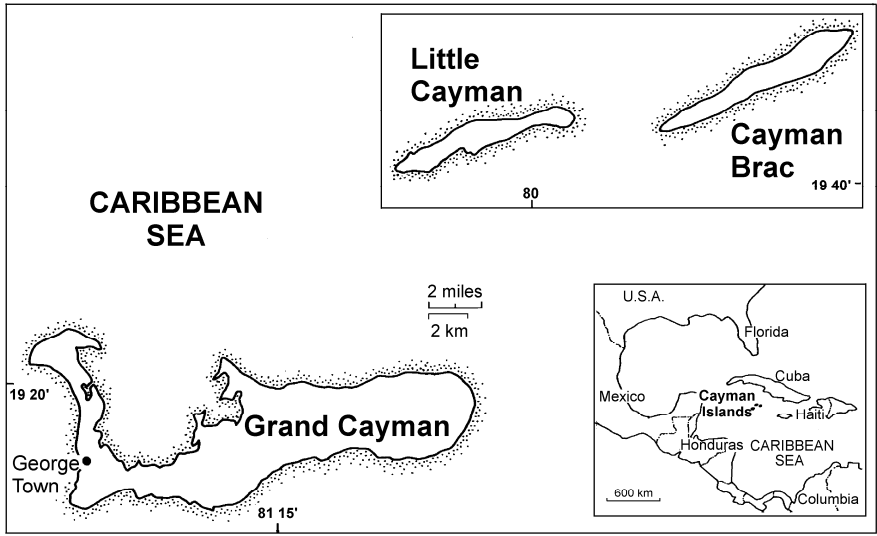 Little
Cayman
Cayman
Brac
19 40'
80
CARIBBEAN
SEA
2 miles
2 km
19 20'
Grand Cayman
George
Town
81 15'
U.S.A.
Florida
Cuba
Mexico
Cayman
Islands
Haiti
Honduras
CARIBBEAN
SEA
600 km
Columbia